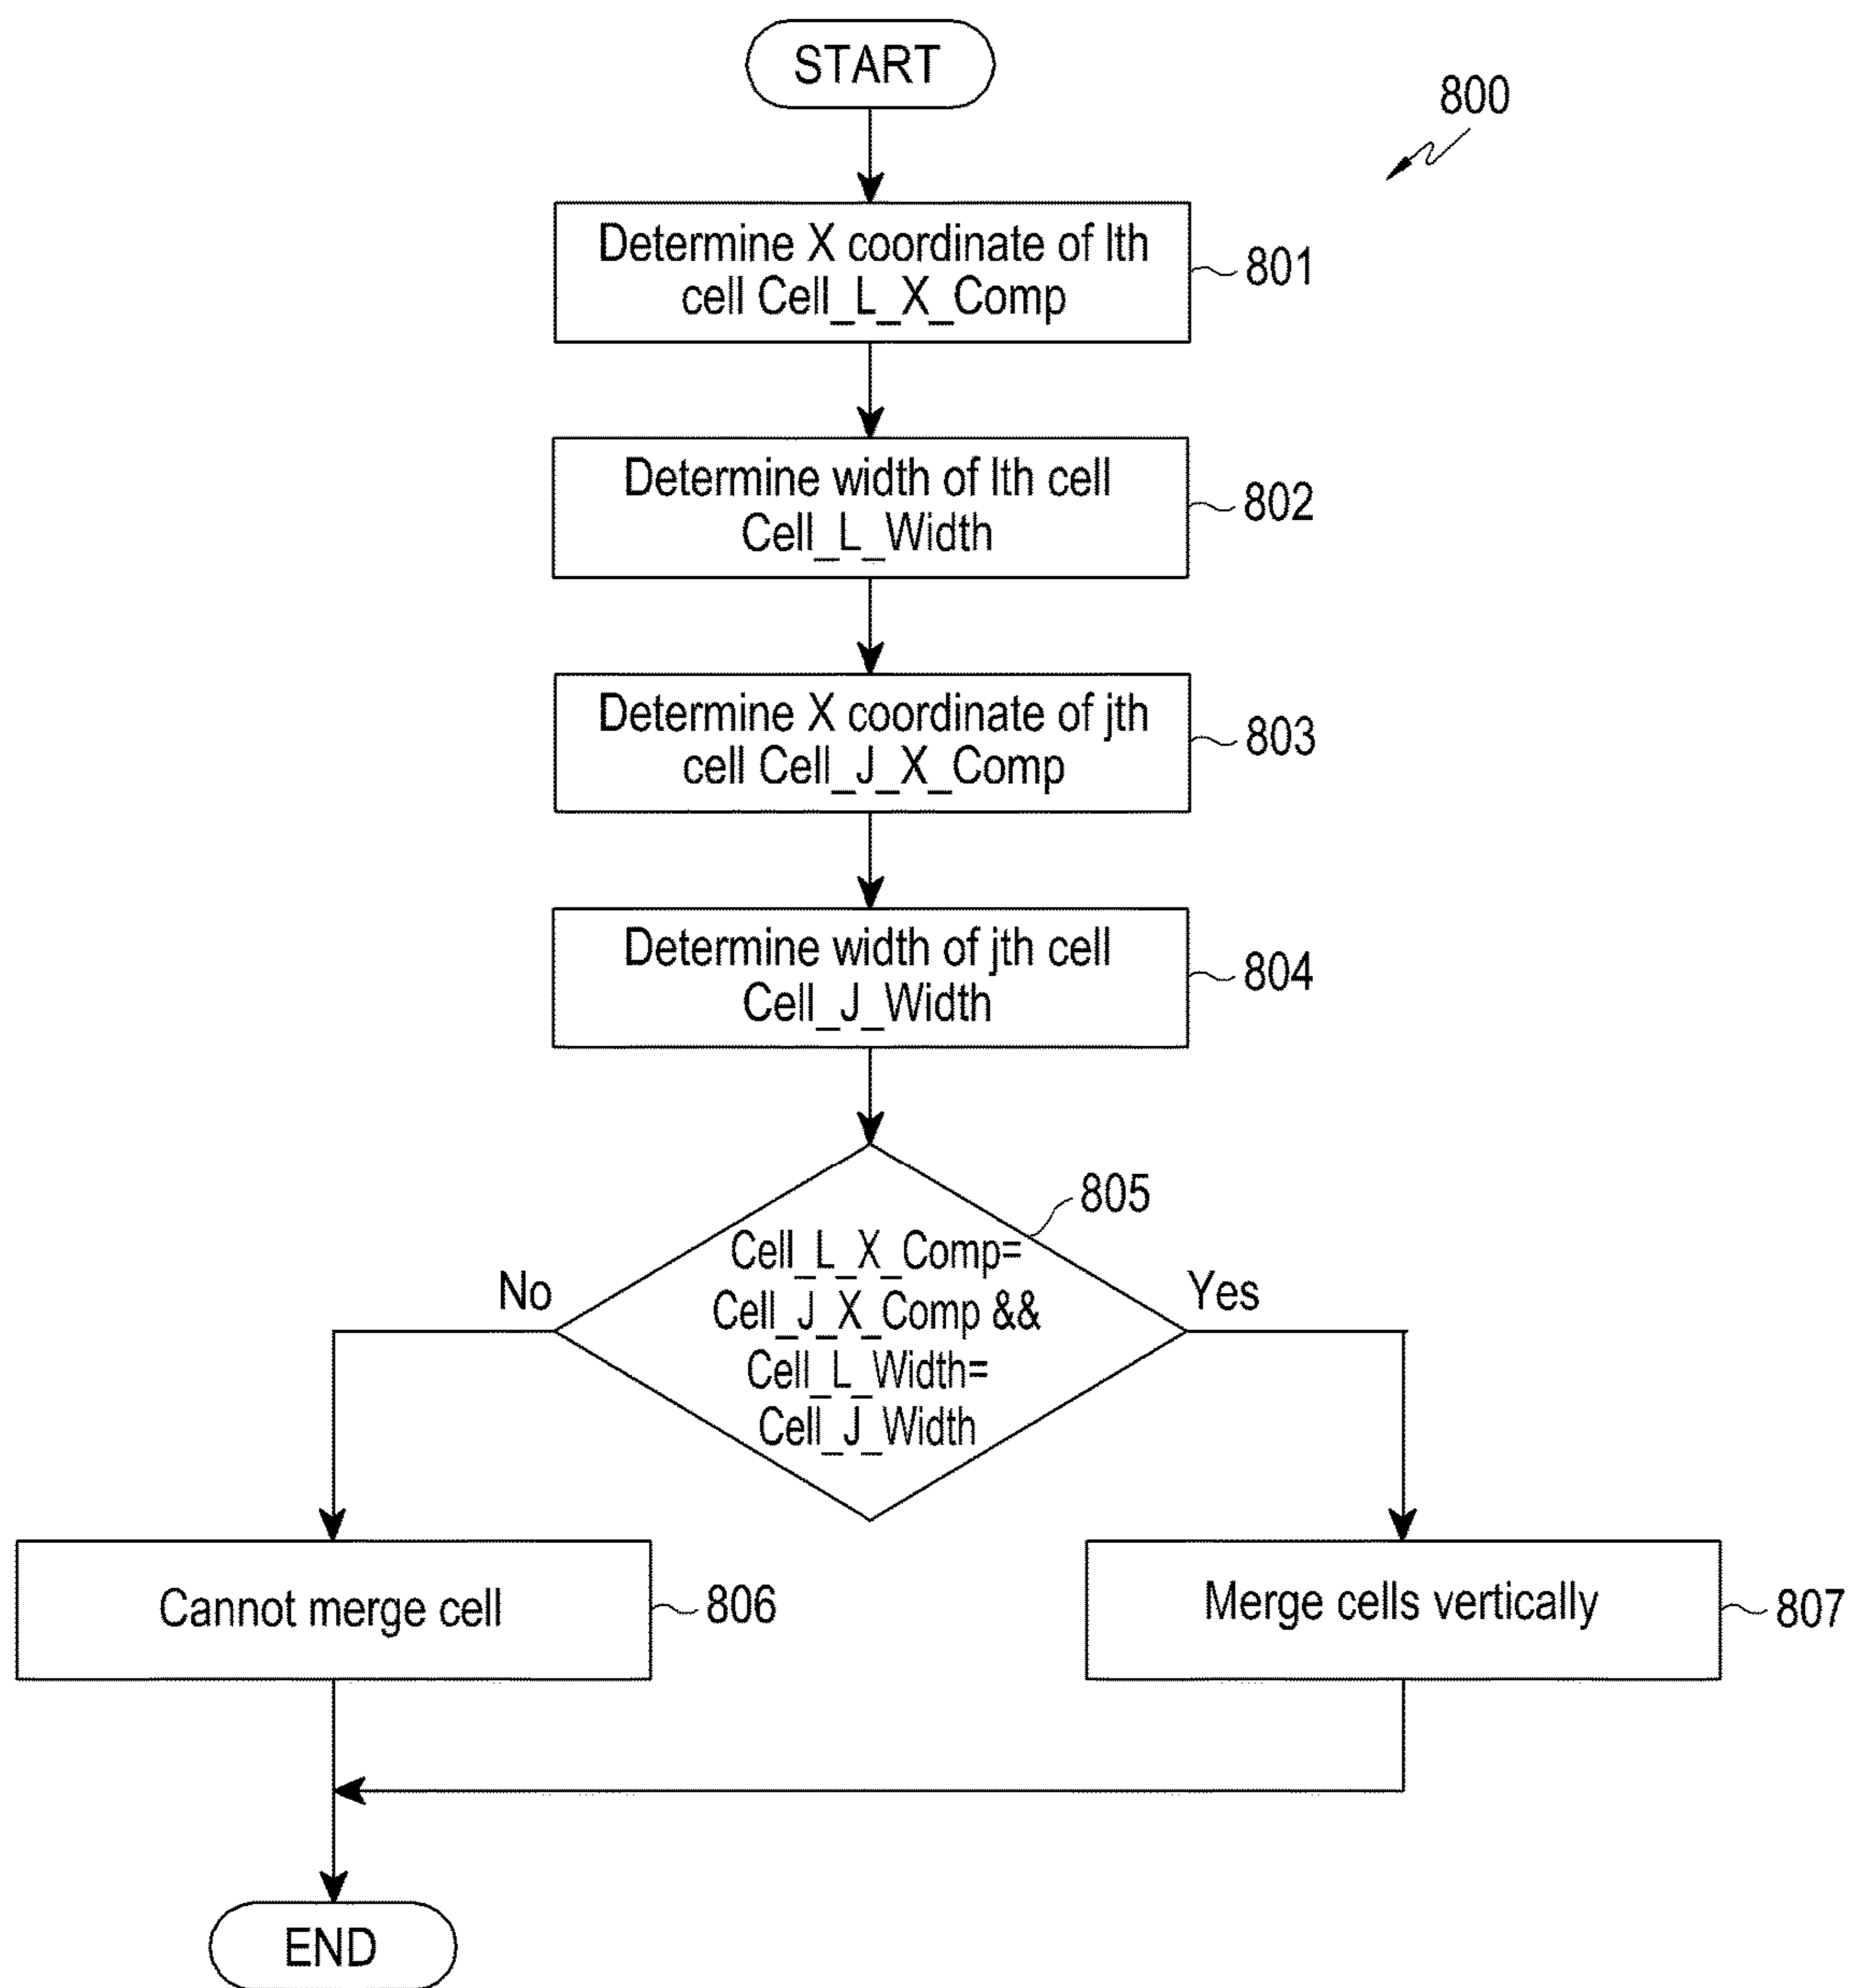 START
800
Determine X coordinate of lth
cell Cell_L_X_Comp
801
Determine width of lth cell
Cell_L_Width
802
Determine X coordinate of jth
cell Cell_J_X_Comp
803
Determine width of jth cell
Cell_J_Width
804
805
Cell_L_X_Comp=
Cell_J_X_Comp &&
Cell_L_Width=
Cell_J_Width
No
Yes
Cannot merge cell
806
Merge cells vertically
807
END